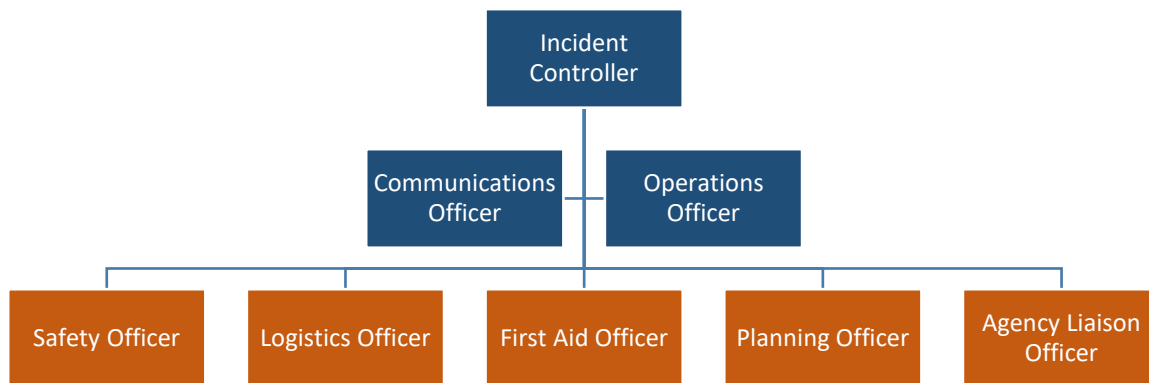 Incident
Controller
Communications
Officer
Operations
Officer
Safety Officer
Logistics Officer
First Aid Officer
Planning Officer
Agency Liaison
Officer